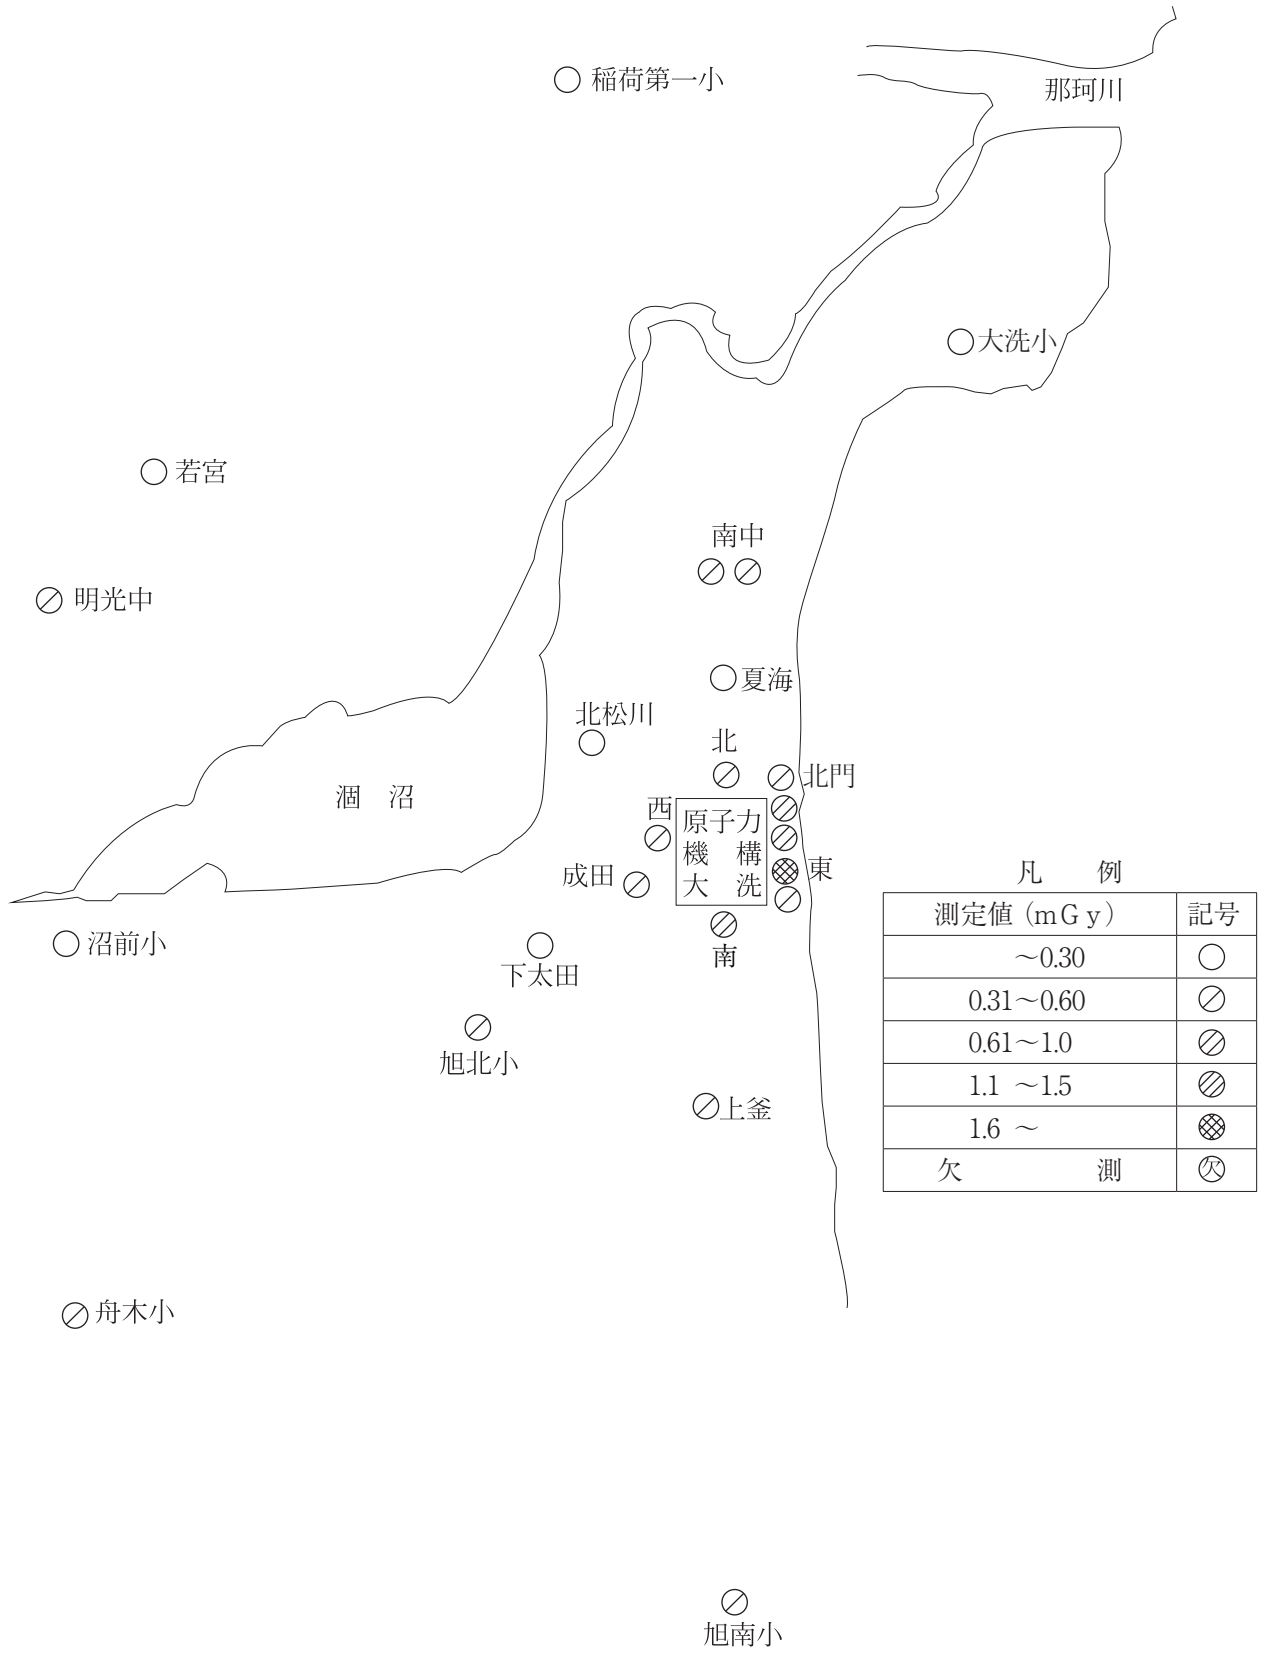 稲荷第一小
那珂川
大洗小
若宮
南中
明光中
夏海
北松川
北
北門
涸 沼
西
原子力
機 構
大 洗
東
成田
沼前小
南
下太田
旭北小
上釜
舟木小
旭南小
凡 例
測定値(mGy) 記号
～0.30
0.31～0.60
0.61～1.0
1.1 ～1.5
1.6 ～
欠 測 欠